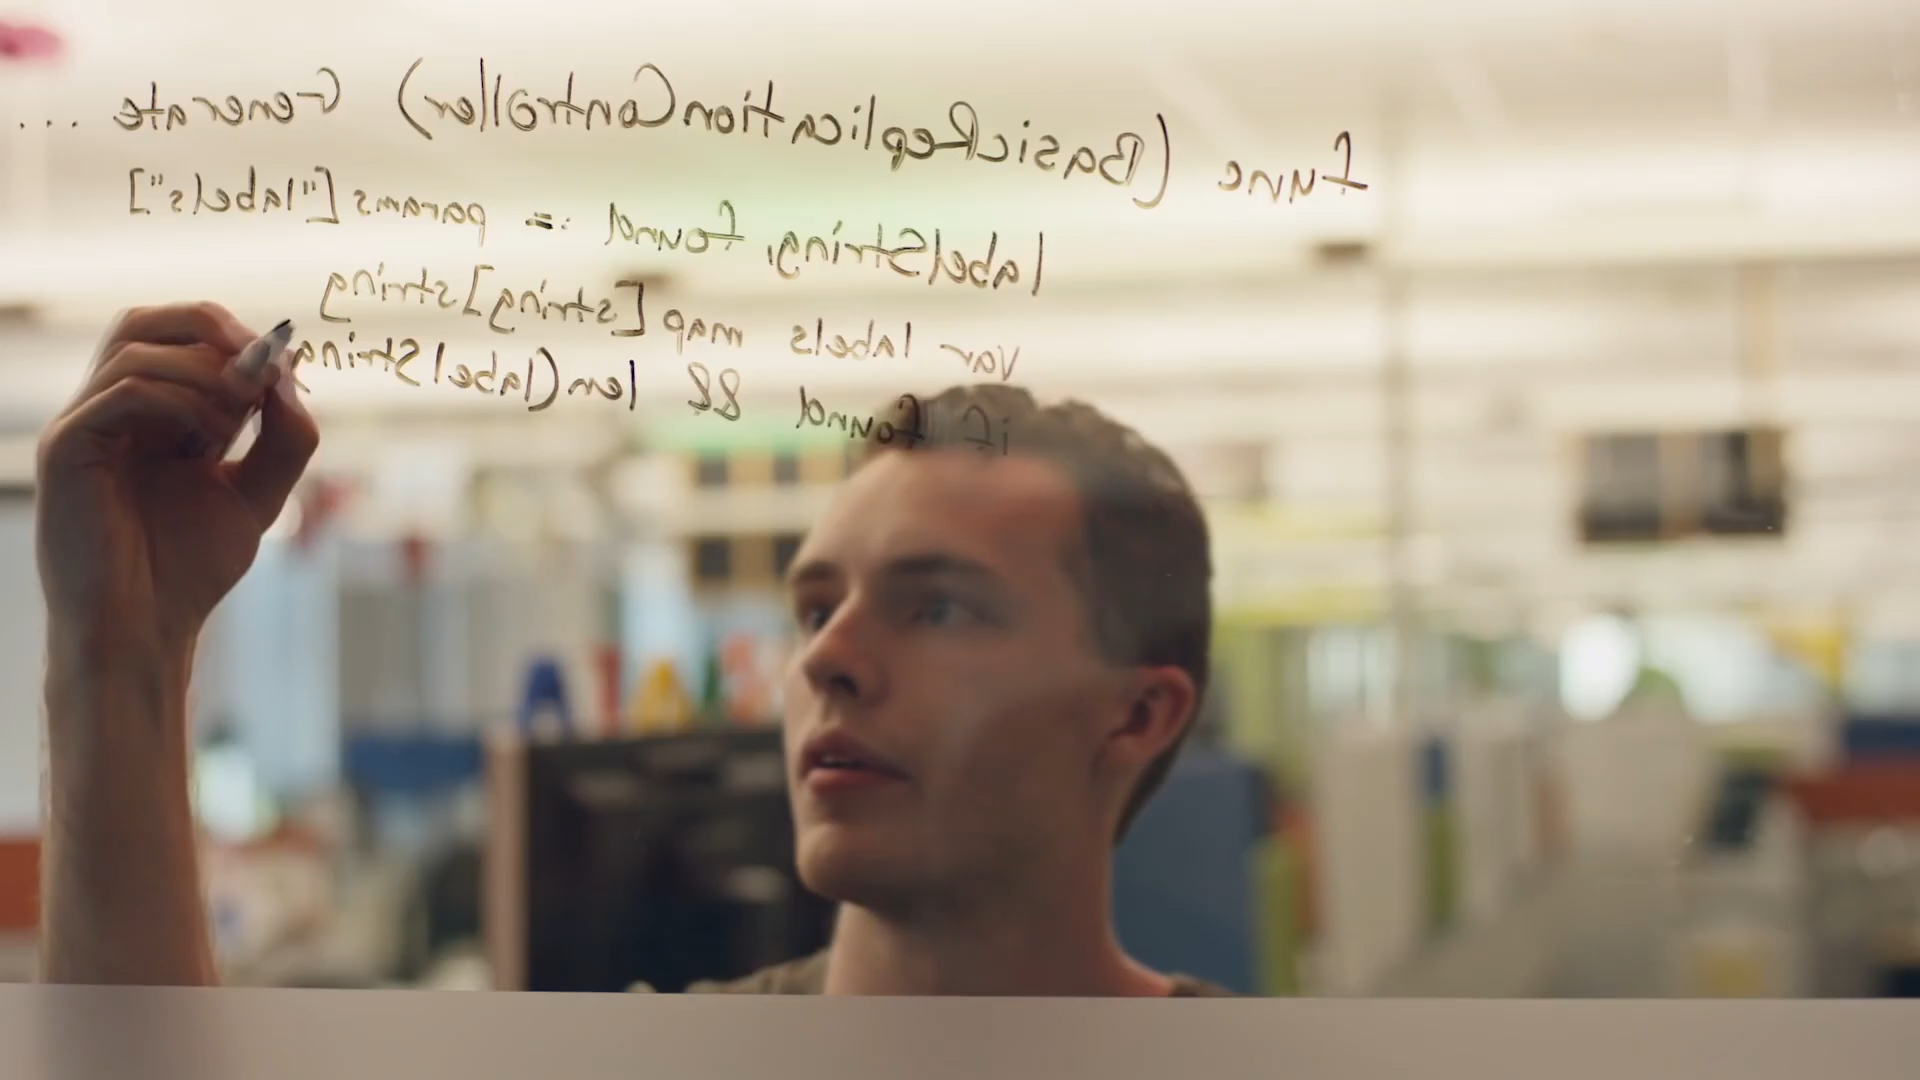 func (BasicReplicationController) Generate ...
labelString, found := params["labels"]
var labels map[string]string
if found && len(labelString